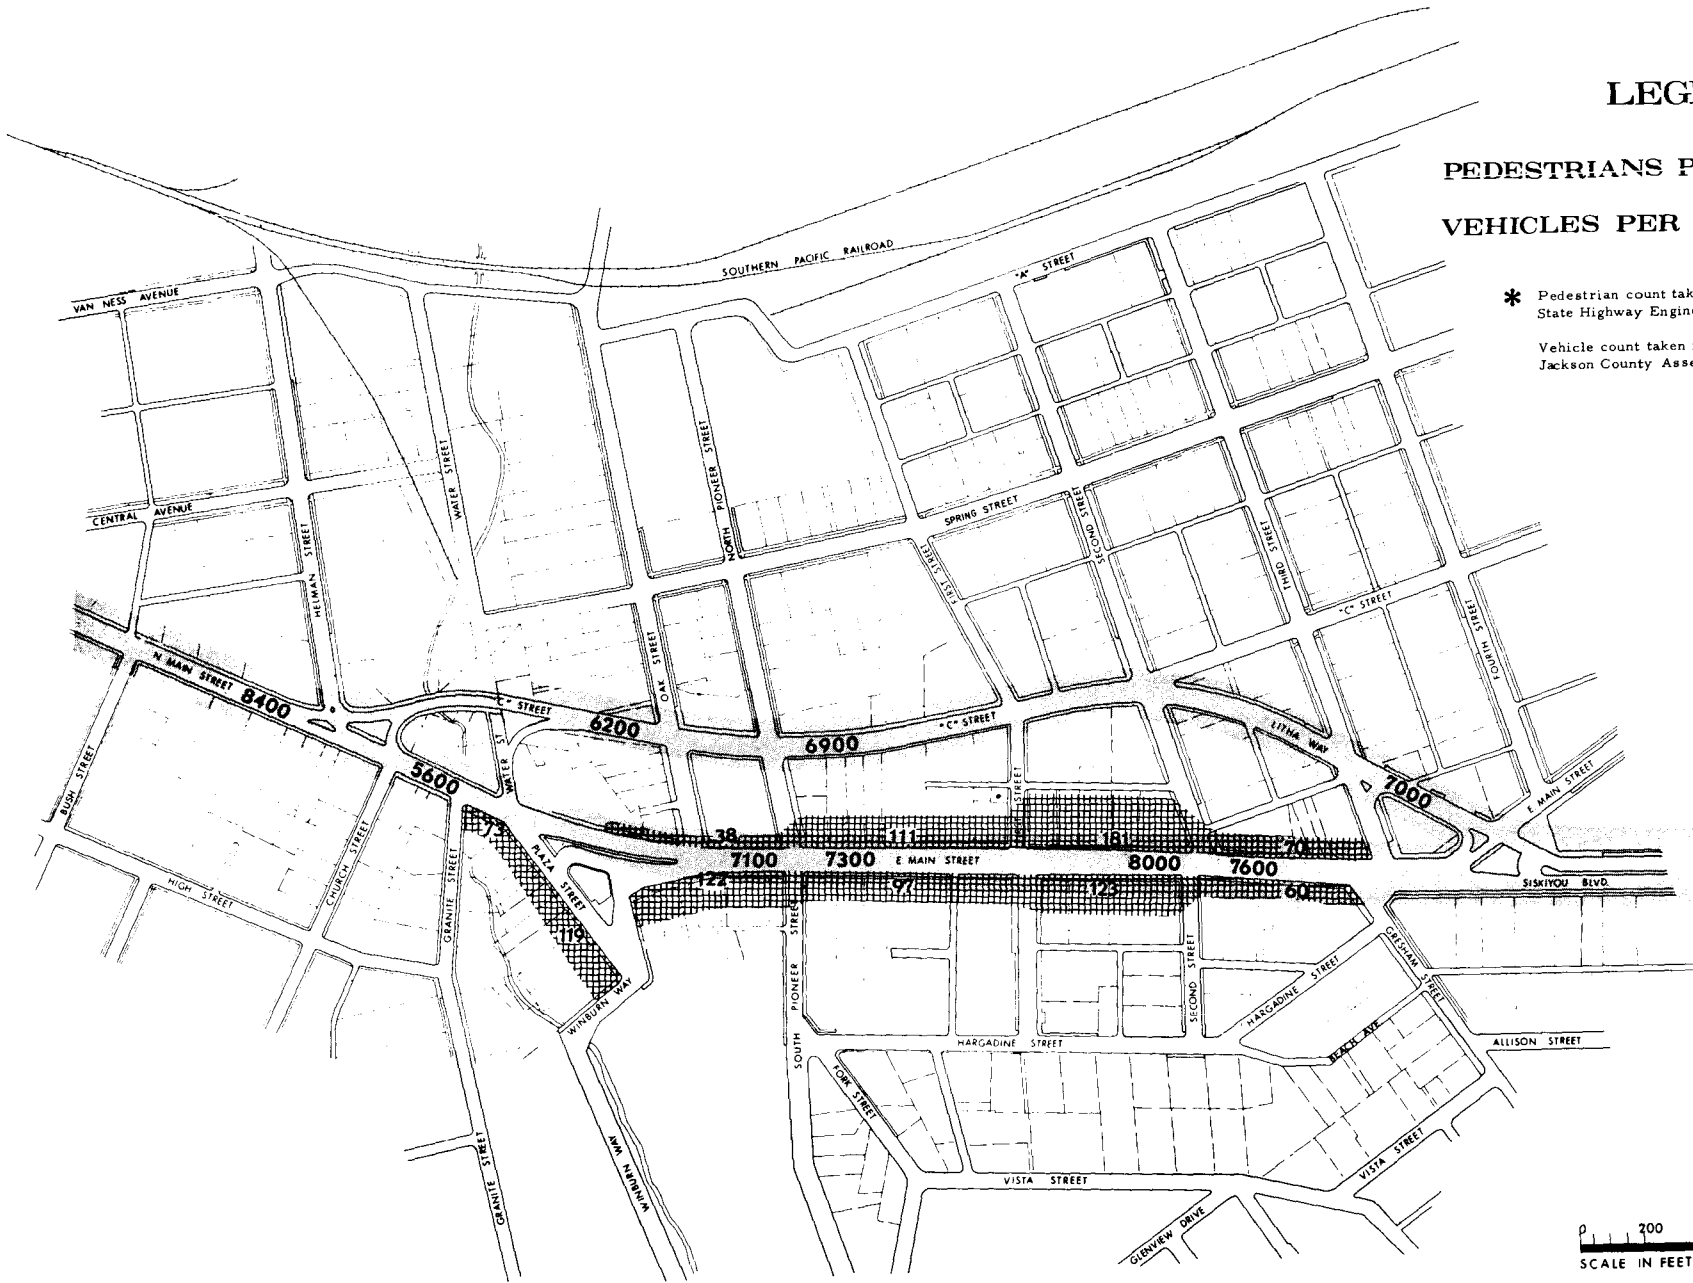 LEG
PEDESTRIANS P
VEHICLES PER
* Pedestrian count tak
State Highway Engin
Vehicle count taken
Jackson County Asse
SOUTHERN PACIFIC RAILROAD
"A" STREET
VAN NESS AVENUE
WATER STREET
NORTH PIONEER STREET
CENTRAL AVENUE
HELMAN STREET
SPRING STREET
FIRST STREET
SECOND STREET
THIRD STREET
"C" STREET
FOURTH STREET
OAK STREET
N MAIN STREET
8400
"C" STREET
6200
6900
"C" STREET
LITHA WAY
7000
E MAIN STREET
BUSH STREET
5600
WATER ST
CHURCH STREET
HIGH STREET
GRANITE STREET
73
PLAZA STREET
119
WINBURN WAY
38
111
FIRST STREET
181
70
7100
7300
E MAIN STREET
8000
7600
122
97
123
60
SISKIYOU BLVD.
SOUTH PIONEER STREET
SECOND STREET
HARGADINE STREET
GRESHAM STREET
HARGADINE STREET
BEACH AVE
ALLISON STREET
FORK STREET
GRANITE STREET
WINBURN WAY
VISTA STREET
VISTA STREET
GLENVIEW DRIVE
0 200
SCALE IN FEET